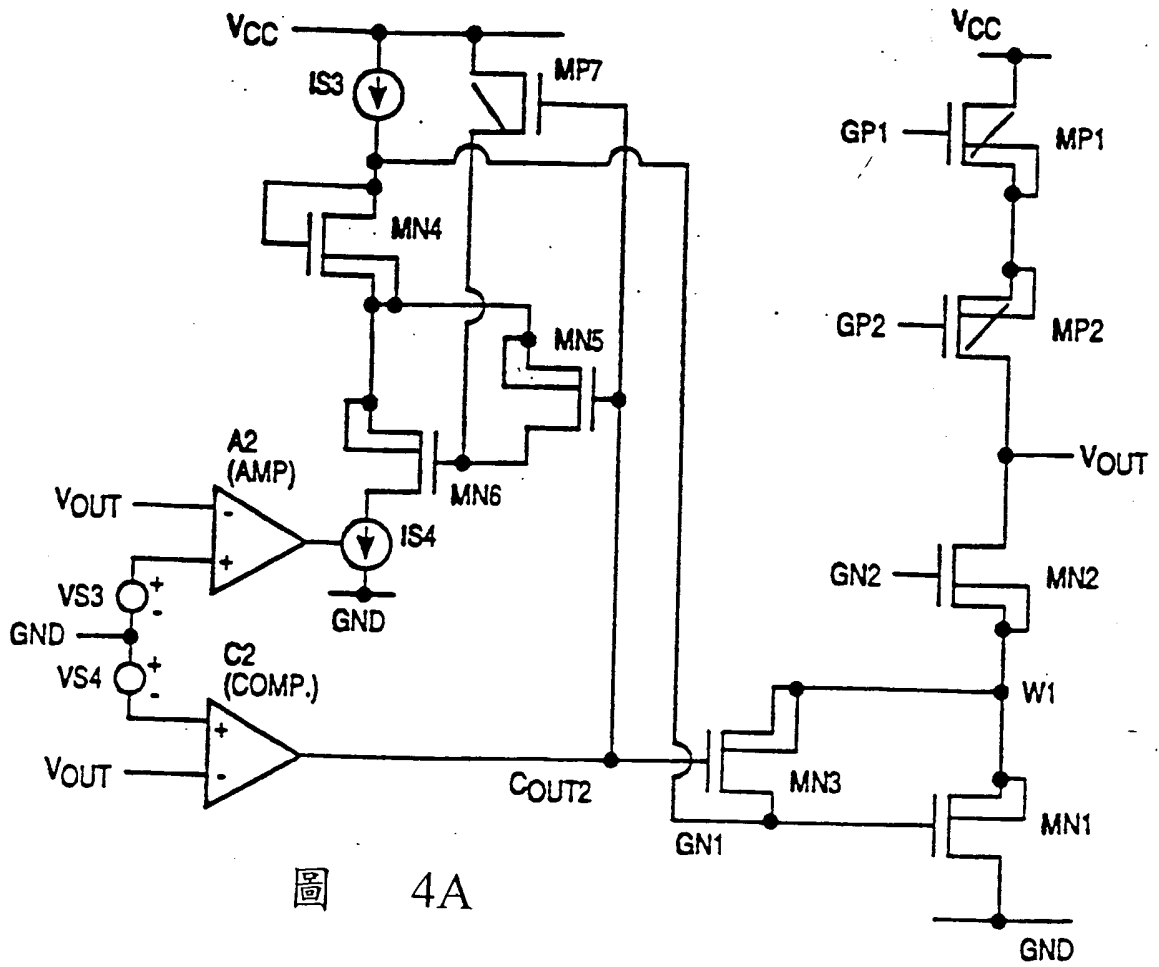 VCC
IS3
MP7
MN4
MN5
A2
(AMP)
VOUT
-
+
MN6
IS4
GND
VS3
+
-
GND
VS4
+
-
C2
(COMP.)
+
-
VOUT
COUT2
VCC
GP1
MP1
GP2
MP2
VOUT
GN2
MN2
W1
MN3
GN1
MN1
GND
圖 4A